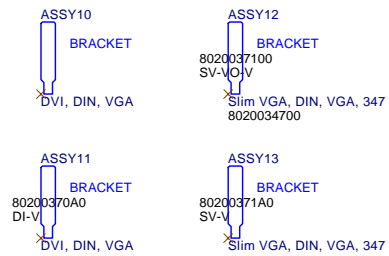 ASSY10
BRACKET
DVI, DIN, VGA
ASSY12
BRACKET
8020037100
SV-VO-V
Slim VGA, DIN, VGA, 347
8020034700
ASSY11
BRACKET
80200370A0
DI-V
DVI, DIN, VGA
ASSY13
BRACKET
80200371A0
SV-V
Slim VGA, DIN, VGA, 347